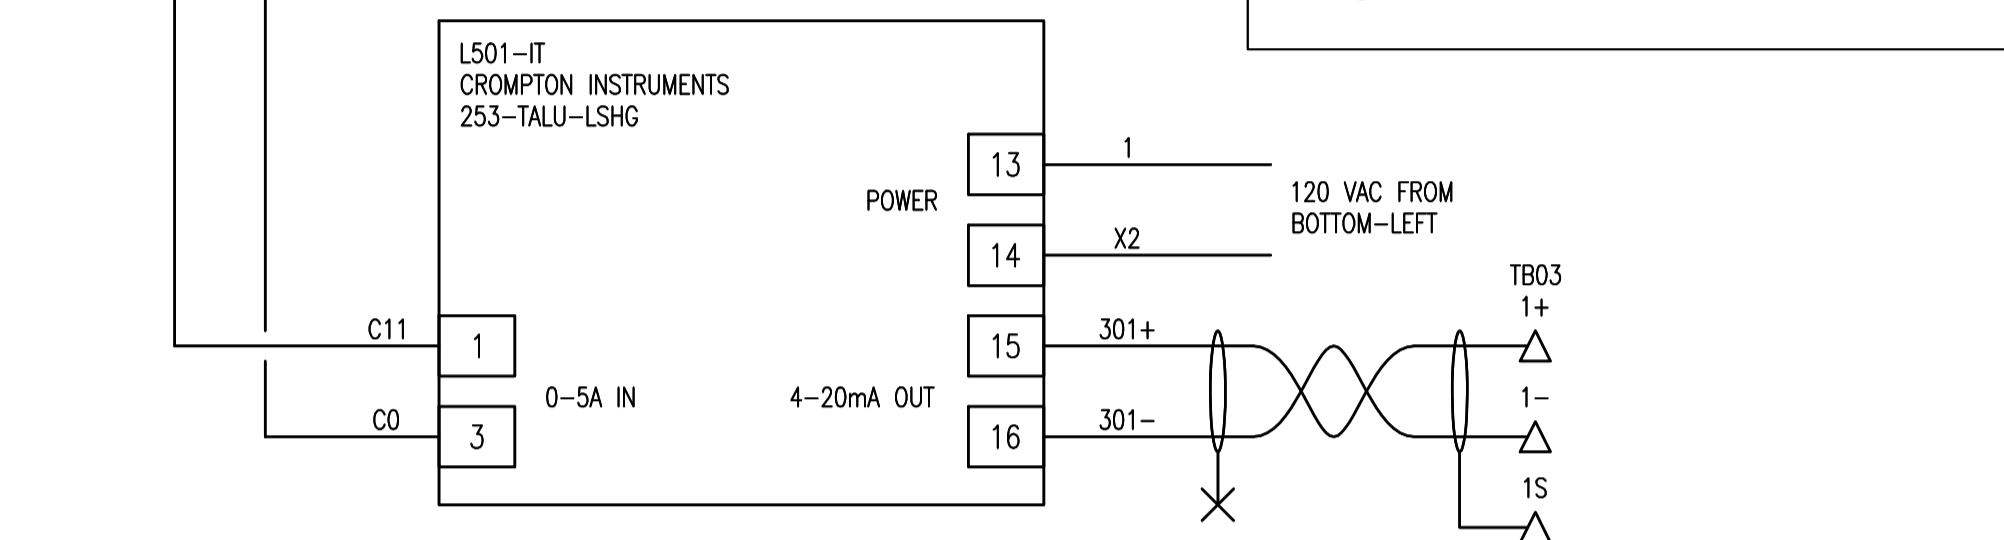 L501-IT
CROMPTON INSTRUMENTS
253-TALU-LSHG
13
1
POWER
120 VAC FROM
BOTTOM-LEFT
14
X2
TB03
1+
C11
1
15
301+
0-5A IN
4-20mA OUT
1-
C0
3
16
301-
1S